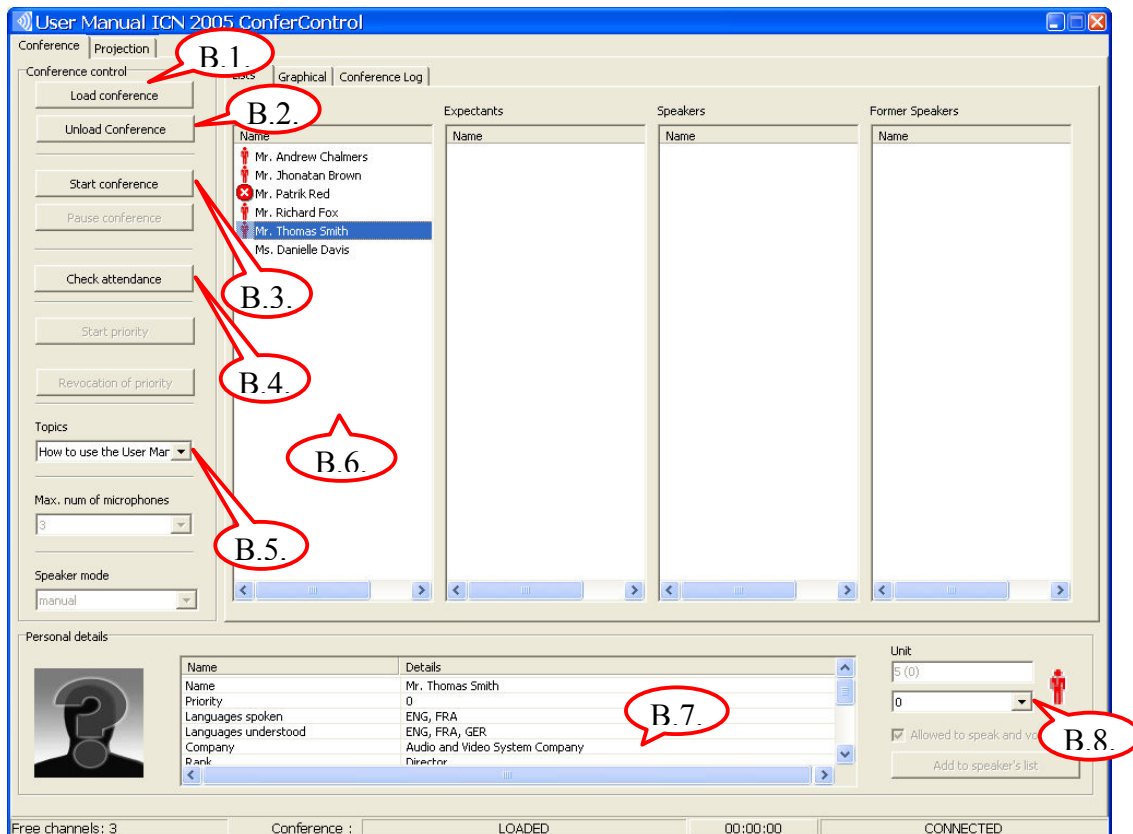 User Manual ICN 2005 ConferControl
Conference Projection
B.1.
Conference control
Lists Graphical Conference Log
Load conference
B.2.
Unload Conference
Expectants Speakers Former Speakers
Name Name Name Name
Mr. Andrew Chalmers
Mr. Jhonatan Brown
Start conference
Mr. Patrik Red
Pause conference
Mr. Richard Fox
Mr. Thomas Smith
Ms. Danielle Davis
Check attendance
B.3.
Start priority
Revocation of priority
B.4.
Topics
How to use the User Mar
B.6.
Max. num of microphones
3
B.5.
Speaker mode
manual
Personal details
Unit
Name Details
5 (0)
Name Mr. Thomas Smith
Priority 0
0
Languages spoken ENG, FRA
B.7.
Languages understood ENG, FRA, GER
Allowed to speak and vo
B.8.
Company Audio and Video System Company
Rank Director
Add to speaker's list
Free channels: 3 Conference : LOADED 00:00:00 CONNECTED